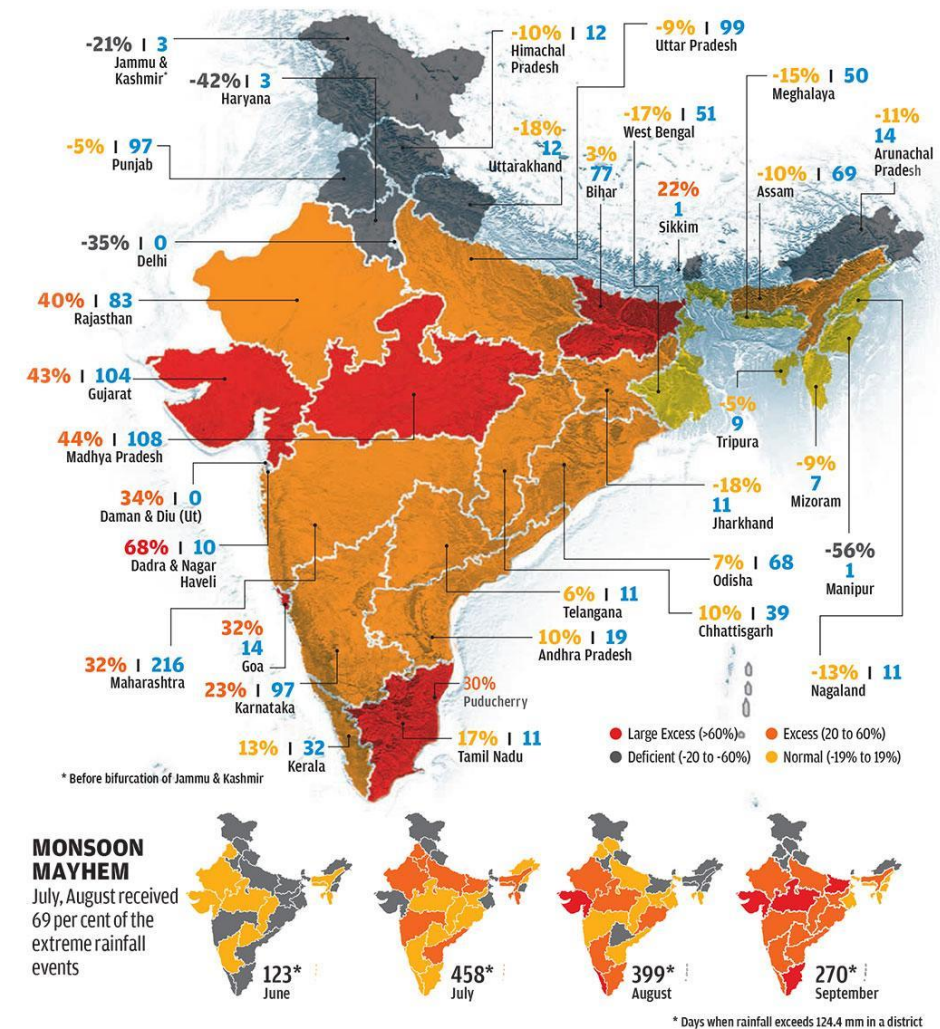 -21% I 3
Jammu &
Kashmir*
-42% I 3
Haryana
-10% I 12
Himachal
Pradesh
-9% I 99
Uttar Pradesh
-15% I 50
Meghalaya
-17% I 51
West Bengal
-11%
14
Arunachal
Pradesh
-5% I 97
Punjab
-18%
12
Uttarakhand
3%
77
Bihar
22%
1
Sikkim
-10% I 69
Assam
-35% I 0
Delhi
40% I 83
Rajasthan
43% I 104
Gujarat
44% I 108
Madhya Pradesh
-5%
9
Tripura
-9%
7
Mizoram
-18%
11
Jharkhand
34% I 0
Daman & Diu (Ut)
68% I 10
Dadra & Nagar
Haveli
7% I 68
Odisha
-56%
1
Manipur
6% I 11
Telangana
10% I 39
Chhattisgarh
32%
14
Goa
10% I 19
Andhra Pradesh
32% I 216
Maharashtra
23% I 97
Karnataka
30%
Puducherry
-13% I 11
Nagaland
13% I 32
Kerala
17% I 11
Tamil Nadu
Large Excess (>60%)
Excess (20 to 60%)
Deficient (-20 to -60%)
Normal (-19% to 19%)
* Before bifurcation of Jammu & Kashmir
MONSOON
MAYHEM
July, August received
69 per cent of the
extreme rainfall
events
123*
June
458*
July
399*
August
270*
September
* Days when rainfall exceeds 124.4 mm in a district